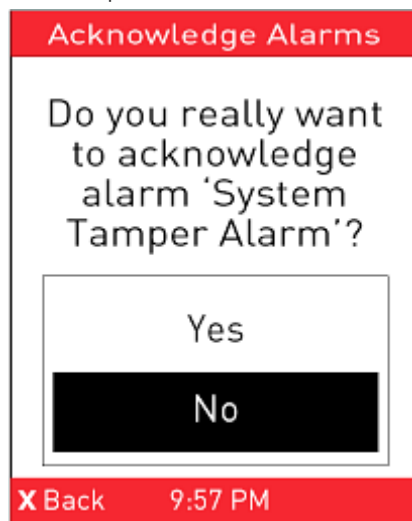 Acknowledge Alarms
Do you really want
to acknowledge
alarm ‘System
Tamper Alarm’?
Yes
No
X Back 9:57 PM